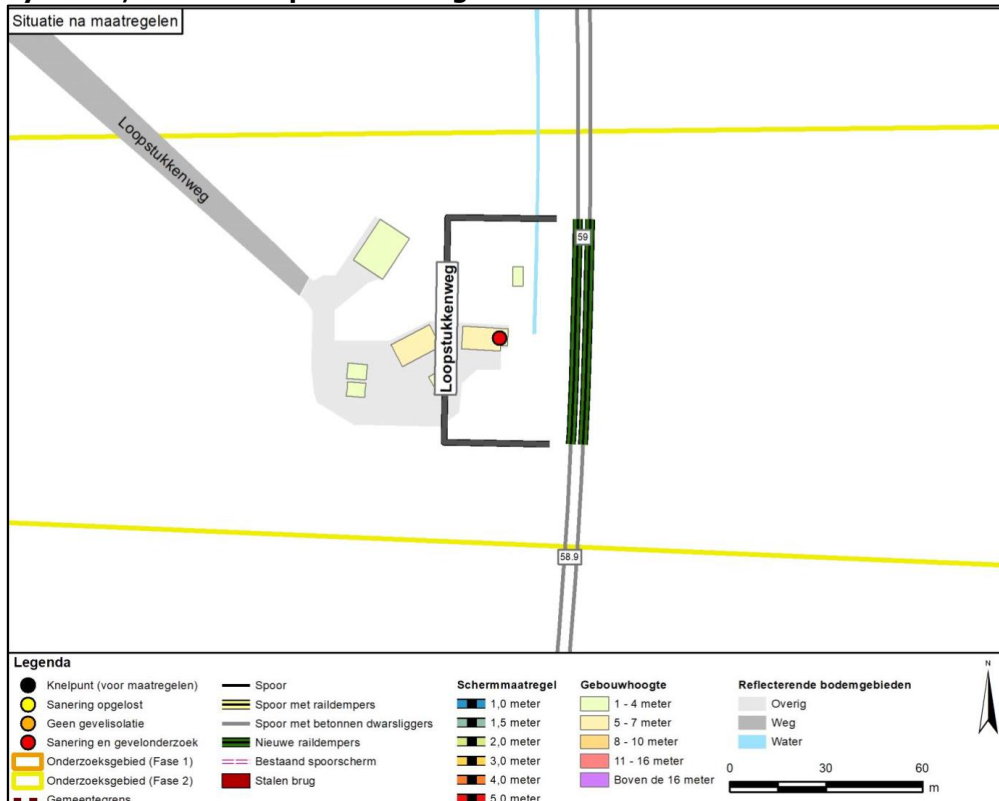 Situatie na maatregelen
Loopstukkenweg
59
Loopstukkenweg
58.9
Legenda
Knelpunt (voor maatregelen)
Sanering opgelost
Geen gevelisolatie
Sanering en gevelonderzoek
Onderzoeksgebied (Fase 1)
Onderzoeksgebied (Fase 2)
Gemeentegrens
Spoor
Spoor met raildempers
Spoor met betonnen dwarsliggers
Nieuwe raildempers
Bestaand spoorscherm
Stalen brug
Schermmaatregel
1,0 meter
1,5 meter
2,0 meter
3,0 meter
4,0 meter
5,0 meter
Gebouwhoogte
1 - 4 meter
5 - 7 meter
8 - 10 meter
11 - 16 meter
Boven de 16 meter
Reflecterende bodemgebieden
Overig
Weg
Water
N
0 30 60
m